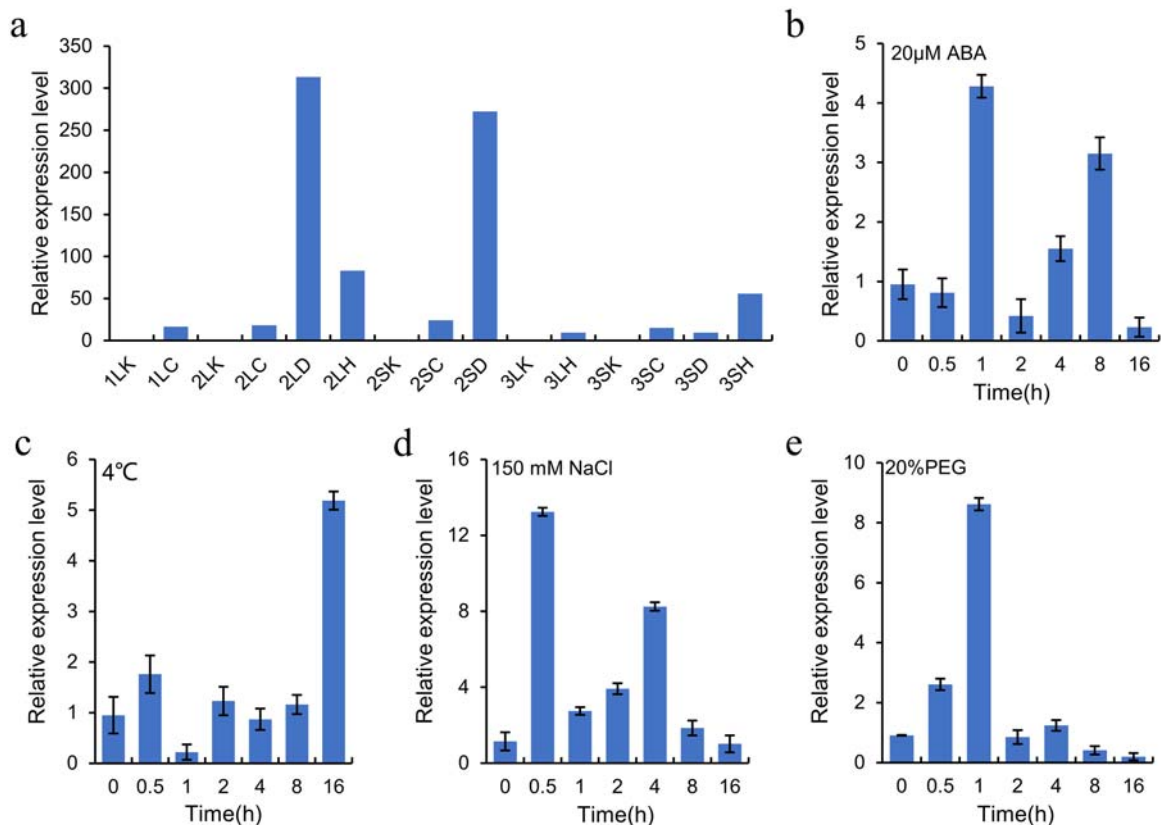 a
Relative expression level
350
300
250
200
150
100
50
0
1LK 1LC 2LK 2LC 2LD 2LH 2SK 2SC 2SD 3LK 3LH 3SK 3SC 3SD 3SH
b
20μM ABA
Relative expression level
5
4
3
2
1
0
0 0.5 1 2 4 8 16
Time(h)
c
4℃
Relative expression level
6
5
4
3
2
1
0
0 0.5 1 2 4 8 16
Time(h)
d
150 mM NaCl
Relative expression level
16
12
8
4
0
0 0.5 1 2 4 8 16
Time(h)
e
20%PEG
Relative expression level
10
8
6
4
2
0
0 0.5 1 2 4 8 16
Time(h)